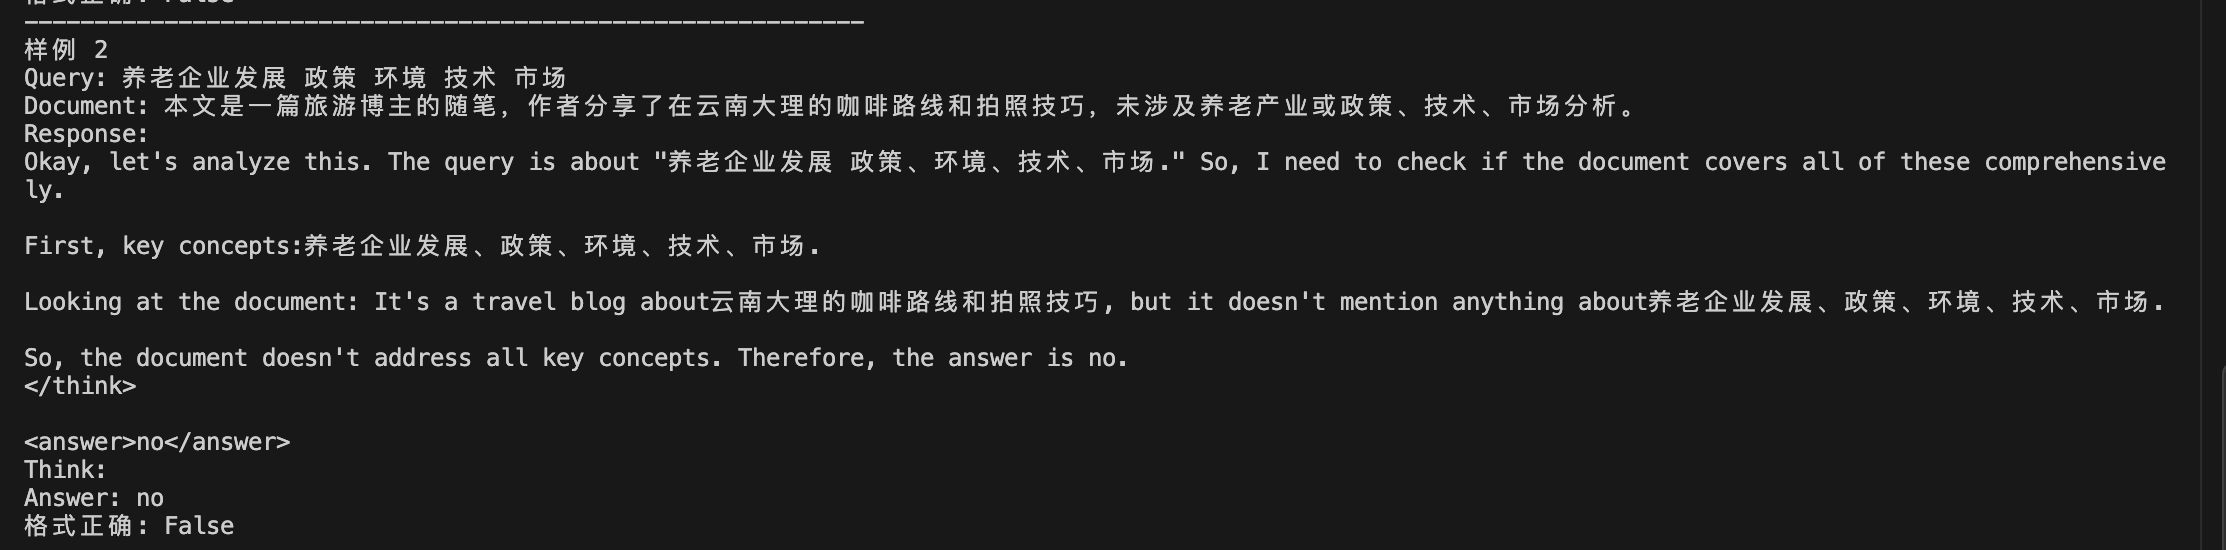 格式正确: False
------------------------------------------------------------
样例 2
Query: 养老企业发展 政策 环境 技术 市场
Document: 本文是一篇旅游博主的随笔，作者分享了在云南大理的咖啡路线和拍照技巧，未涉及养老产业或政策、技术、市场分析。
Response:
Okay, let's analyze this. The query is about "养老企业发展 政策、环境、技术、市场." So, I need to check if the document covers all of these comprehensive
ly.
First, key concepts:养老企业发展、政策、环境、技术、市场.
Looking at the document: It's a travel blog about云南大理的咖啡路线和拍照技巧, but it doesn't mention anything about养老企业发展、政策、环境、技术、市场.
So, the document doesn't address all key concepts. Therefore, the answer is no.
</think>
<answer>no</answer>
Think:
Answer: no
格式正确: False